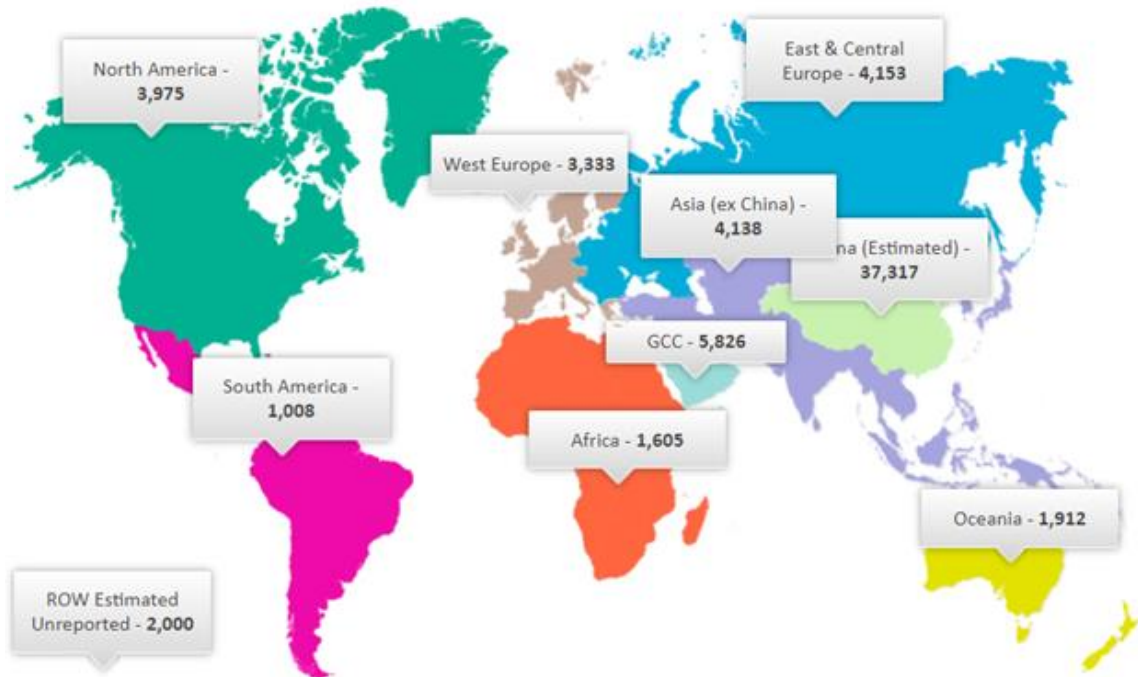 North America -
3,975
East & Central
Europe - 4,153
West Europe - 3,333
Asia (ex China) -
4,138
(Estimated) -
37,317
GCC - 5,826
South America -
1,008
Africa - 1,605
Oceania - 1,912
ROW Estimated
Unreported - 2,000